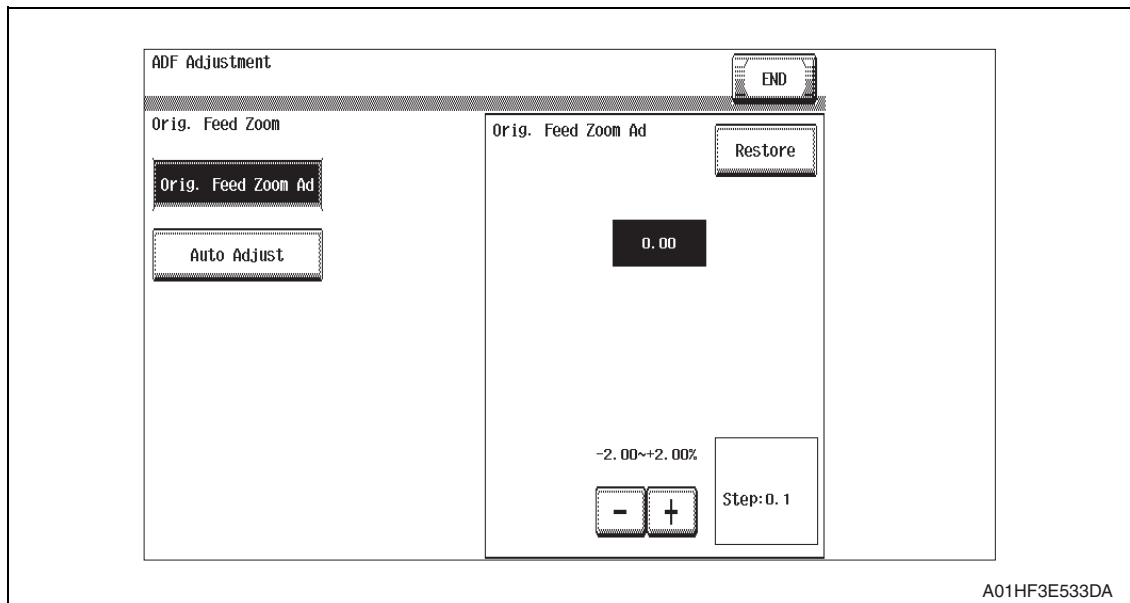 ADF Adjustment
END
Orig. Feed Zoom
Orig. Feed Zoom Ad
Auto Adjust
Orig. Feed Zoom Ad
Restore
0.00
-2.00~+2.00%
- +
Step:0.1
A01HF3E533DA